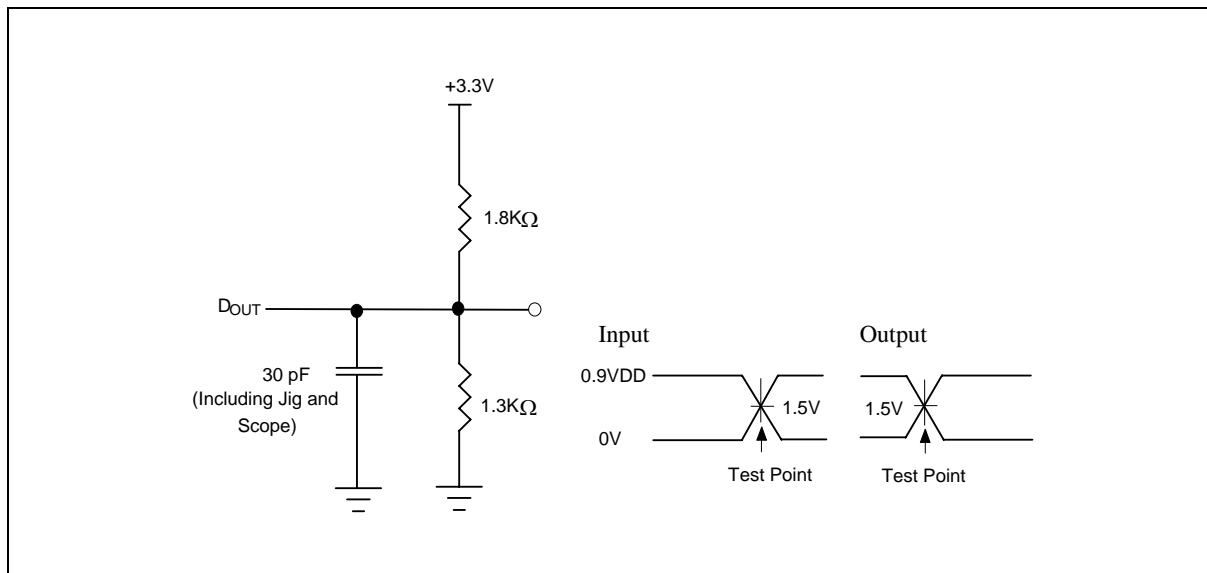 +3.3V
1.8KΩ
DOUT
30 pF
(Including Jig and
Scope)
1.3KΩ
Input
Output
0.9VDD
1.5V
1.5V
0V
Test Point
Test Point